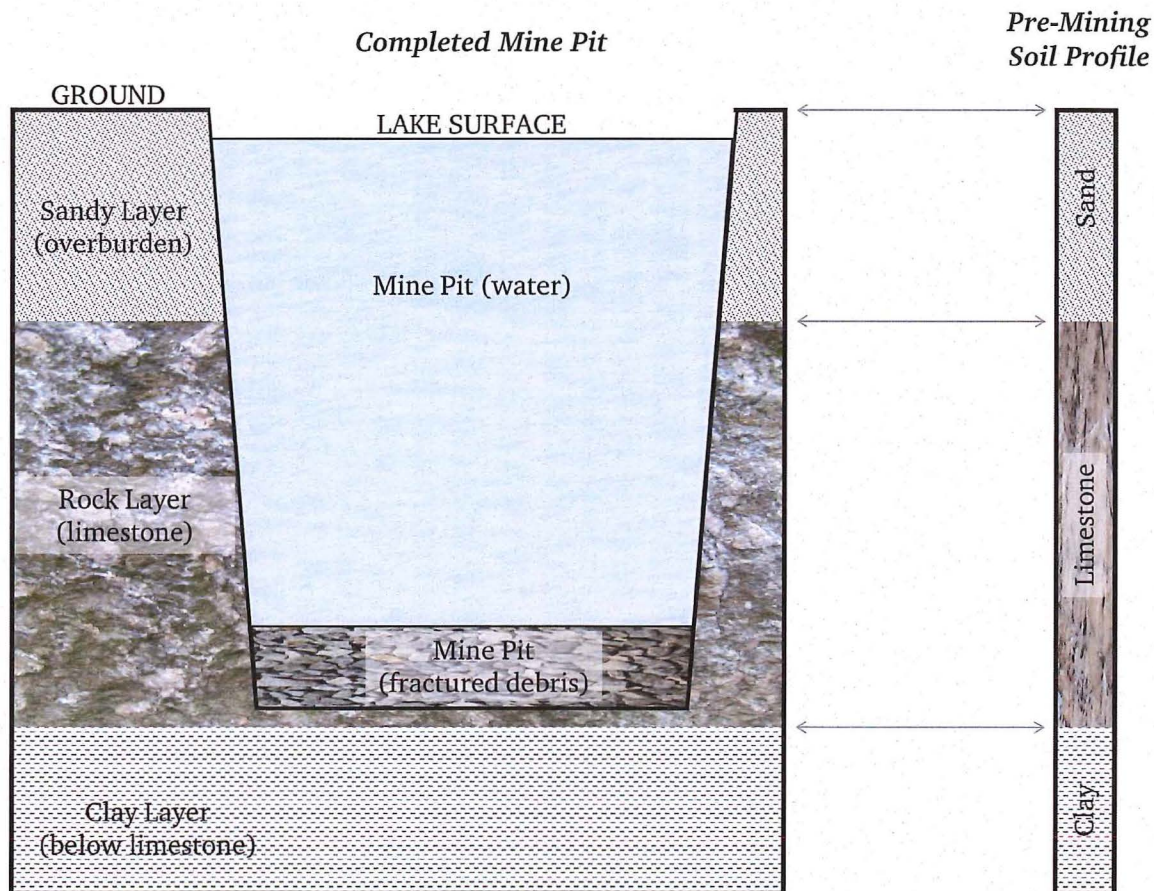 Completed Mine Pit
Pre-Mining
Soil Profile
GROUND
LAKE SURFACE
Sandy Layer
(overburden)
Mine Pit (water)
Rock Layer
(limestone)
Mine Pit
(fractured debris)
Clay Layer
(below limestone)
Sand
Limestone
Clay